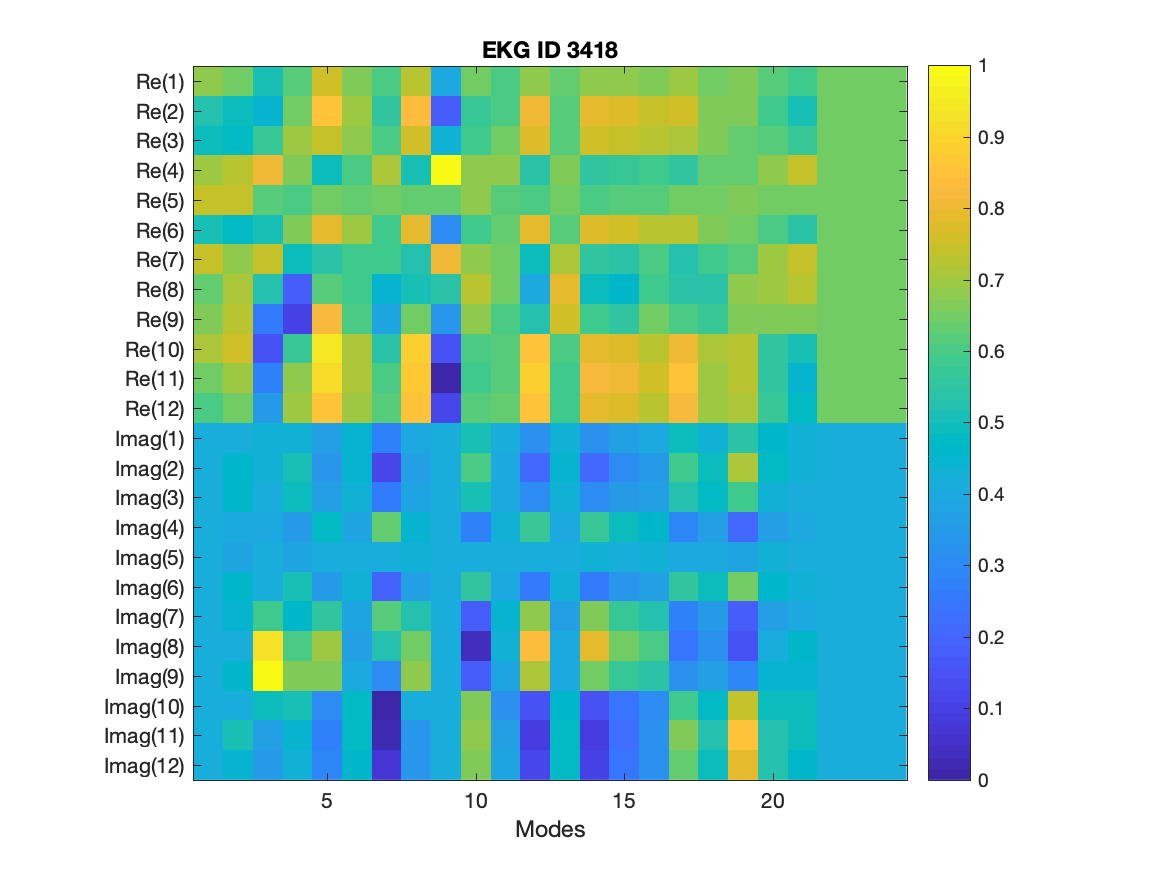 EKG ID 3418
Re(1)
Re(2)
Re(3)
Re(4)
Re(5)
Re(6)
Re(7)
Re(8)
Re(9)
Re(10)
Re(11)
Re(12)
Imag(1)
Imag(2)
Imag(3)
Imag(4)
Imag(5)
Imag(6)
Imag(7)
Imag(8)
Imag(9)
Imag(10)
Imag(11)
Imag(12)
5 10 15 20
Modes
1
0.9
0.8
0.7
0.6
0.5
0.4
0.3
0.2
0.1
0